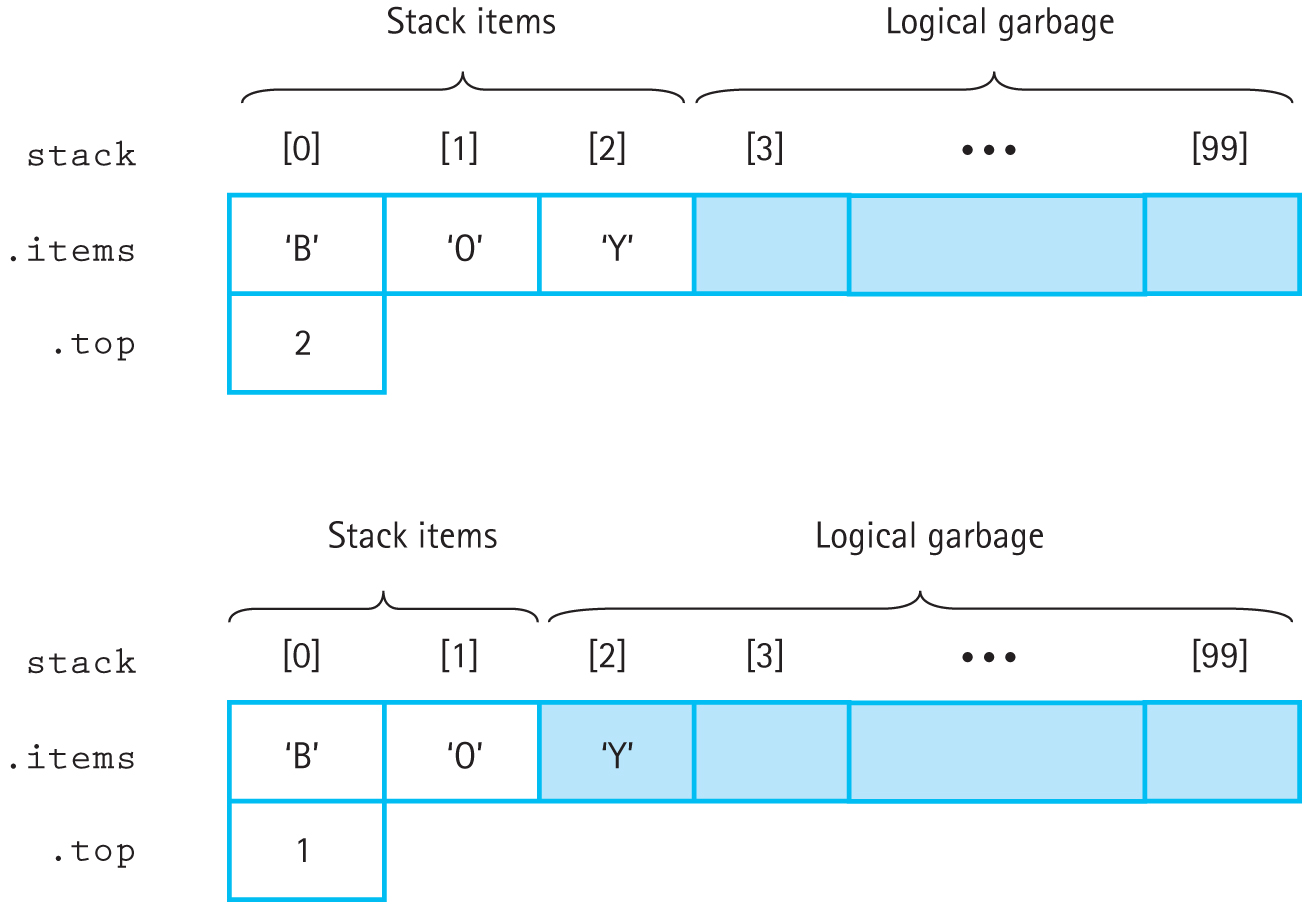 Stack items Logical garbage
stack [0] [1] [2] [3] ••• [99]
.items ‘B’ ‘O’ ‘Y’
.top 2
Stack items Logical garbage
stack [0] [1] [2] [3] ••• [99]
.items ‘B’ ‘O’ ‘Y’
.top 1